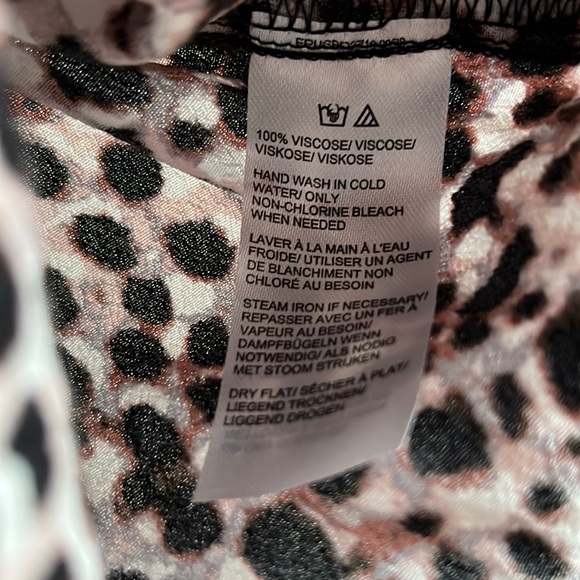 100% VISCOSE/ VISCOSE/
VISKOSE/ VISKOSE
HAND WASH IN COLD
WATER/ ONLY
NON-CHLORINE BLEACH
WHEN NEEDED
LAVER À LA MAIN À L'EAU
FROIDE/ UTILISER UN AGENT
DE BLANCHIMENT NON
CHLORÉ AU BESOIN
STEAM IRON IF NECESSARY/
REPASSER AVEC UN FER À
VAPEUR AU BESOIN/
DAMPFBÜGELN WENN
NOTWENDIG/ ALS NODIG
MET STOOM STRIJKEN
DRY FLAT/ SÉCHER À PLAT/
LIEGEND TROCKNEN/
LIGGEND DROGEN